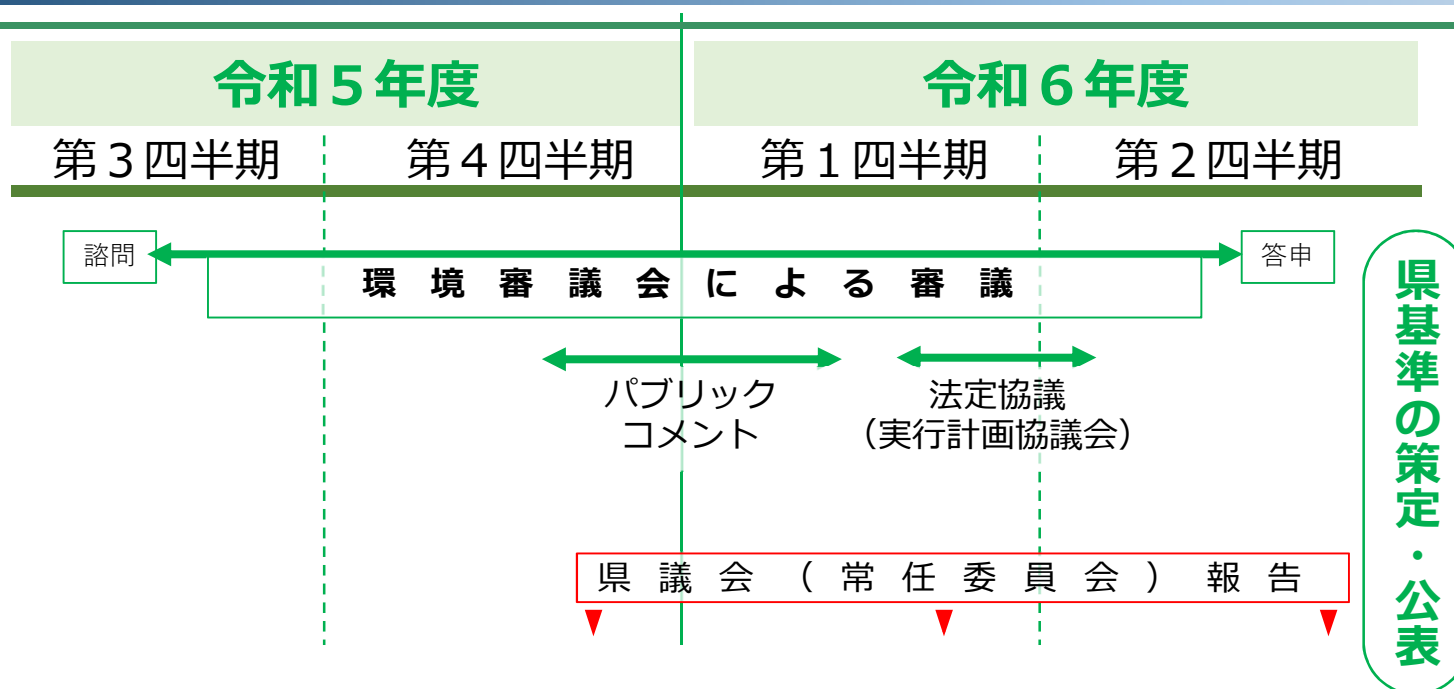 令和5年度
令和6年度
第3四半期
第4四半期
第1四半期
第2四半期
諮問
答申
環境審議会による審議
パブリック
コメント
法定協議
（実行計画協議会）
県議会（常任委員会）報告
県基準の策定・公表